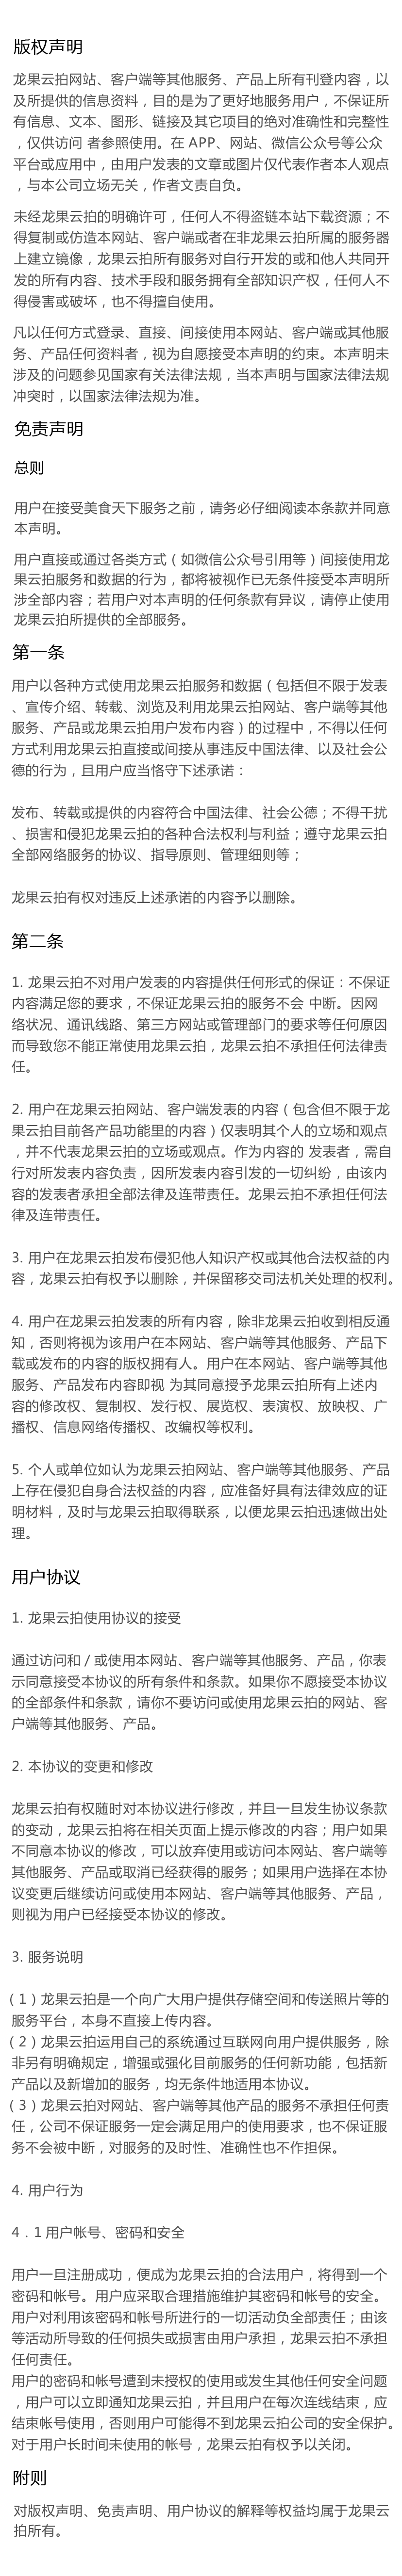 版权声明
龙果云拍网站、客户端等其他服务、产品上所有刊登内容，以
及所提供的信息资料，目的是为了更好地服务用户，不保证所
有信息、文本、图形、链接及其它项目的绝对准确性和完整性
，仅供访问 者参照使用。在 APP、网站、微信公众号等公众
平台或应用中，由用户发表的文章或图片仅代表作者本人观点
，与本公司立场无关，作者文责自负。
未经龙果云拍的明确许可，任何人不得盗链本站下载资源；不
得复制或仿造本网站、客户端或者在非龙果云拍所属的服务器
上建立镜像，龙果云拍所有服务对自行开发的或和他人共同开
发的所有内容、技术手段和服务拥有全部知识产权，任何人不
得侵害或破坏，也不得擅自使用。
凡以任何方式登录、直接、间接使用本网站、客户端或其他服
务、产品任何资料者，视为自愿接受本声明的约束。本声明未
涉及的问题参见国家有关法律法规，当本声明与国家法律法规
冲突时，以国家法律法规为准。
免责声明
总则
用户在接受美食天下服务之前，请务必仔细阅读本条款并同意
本声明。
用户直接或通过各类方式（如微信公众号引用等）间接使用龙
果云拍服务和数据的行为，都将被视作已无条件接受本声明所
涉全部内容；若用户对本声明的任何条款有异议，请停止使用
龙果云拍所提供的全部服务。
第一条
用户以各种方式使用龙果云拍服务和数据（包括但不限于发表
、宣传介绍、转载、浏览及利用龙果云拍网站、客户端等其他
服务、产品或龙果云拍用户发布内容）的过程中，不得以任何
方式利用龙果云拍直接或间接从事违反中国法律、以及社会公
德的行为，且用户应当恪守下述承诺：
发布、转载或提供的内容符合中国法律、社会公德；不得干扰
、损害和侵犯龙果云拍的各种合法权利与利益；遵守龙果云拍
全部网络服务的协议、指导原则、管理细则等；
龙果云拍有权对违反上述承诺的内容予以删除。
第二条
1. 龙果云拍不对用户发表的内容提供任何形式的保证：不保证
内容满足您的要求，不保证龙果云拍的服务不会 中断。因网
络状况、通讯线路、第三方网站或管理部门的要求等任何原因
而导致您不能正常使用龙果云拍，龙果云拍不承担任何法律责
任。
2. 用户在龙果云拍网站、客户端发表的内容（包含但不限于龙
果云拍目前各产品功能里的内容）仅表明其个人的立场和观点
，并不代表龙果云拍的立场或观点。作为内容的 发表者，需自
行对所发表内容负责，因所发表内容引发的一切纠纷，由该内
容的发表者承担全部法律及连带责任。龙果云拍不承担任何法
律及连带责任。
3. 用户在龙果云拍发布侵犯他人知识产权或其他合法权益的内
容，龙果云拍有权予以删除，并保留移交司法机关处理的权利。
4. 用户在龙果云拍发表的所有内容，除非龙果云拍收到相反通
知，否则将视为该用户在本网站、客户端等其他服务、产品下
载或发布的内容的版权拥有人。用户在本网站、客户端等其他
服务、产品发布内容即视 为其同意授予龙果云拍所有上述内
容的修改权、复制权、发行权、展览权、表演权、放映权、广
播权、信息网络传播权、改编权等权利。
5. 个人或单位如认为龙果云拍网站、客户端等其他服务、产品
上存在侵犯自身合法权益的内容，应准备好具有法律效应的证
明材料，及时与龙果云拍取得联系，以便龙果云拍迅速做出处
理。
用户协议
1. 龙果云拍使用协议的接受
通过访问和 / 或使用本网站、客户端等其他服务、产品，你表
示同意接受本协议的所有条件和条款。如果你不愿接受本协议
的全部条件和条款，请你不要访问或使用龙果云拍的网站、客
户端等其他服务、产品。
2. 本协议的变更和修改
龙果云拍有权随时对本协议进行修改，并且一旦发生协议条款
的变动，龙果云拍将在相关页面上提示修改的内容；用户如果
不同意本协议的修改，可以放弃使用或访问本网站、客户端等
其他服务、产品或取消已经获得的服务；如果用户选择在本协
议变更后继续访问或使用本网站、客户端等其他服务、产品，
则视为用户已经接受本协议的修改。
3. 服务说明
（1）龙果云拍是一个向广大用户提供存储空间和传送照片等的
服务平台，本身不直接上传内容。
（2）龙果云拍运用自己的系统通过互联网向用户提供服务，除
非另有明确规定，增强或强化目前服务的任何新功能，包括新
产品以及新增加的服务，均无条件地适用本协议。
（3）龙果云拍对网站、客户端等其他产品的服务不承担任何责
任，公司不保证服务一定会满足用户的使用要求，也不保证服
务不会被中断，对服务的及时性、准确性也不作担保。
4. 用户行为
4．1 用户帐号、密码和安全
用户一旦注册成功，便成为龙果云拍的合法用户，将得到一个
密码和帐号。用户应采取合理措施维护其密码和帐号的安全。
用户对利用该密码和帐号所进行的一切活动负全部责任；由该
等活动所导致的任何损失或损害由用户承担，龙果云拍不承担
任何责任。
用户的密码和帐号遭到未授权的使用或发生其他任何安全问题
，用户可以立即通知龙果云拍，并且用户在每次连线结束，应
结束帐号使用，否则用户可能得不到龙果云拍公司的安全保护。
对于用户长时间未使用的帐号，龙果云拍有权予以关闭。
附则
对版权声明、免责声明、用户协议的解释等权益均属于龙果云
拍所有。